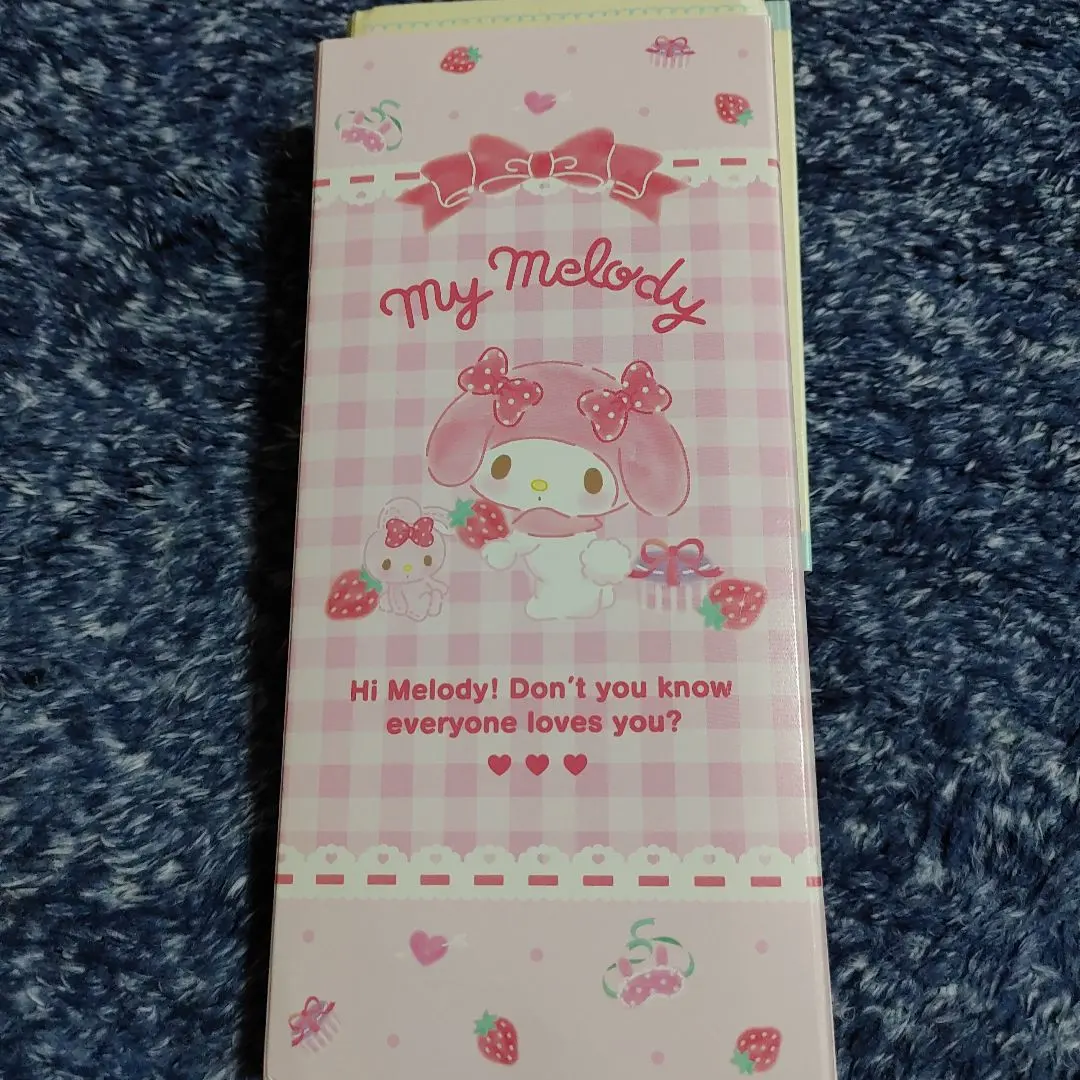 My Melody
Hi Melody! Don't you know
everyone loves you?